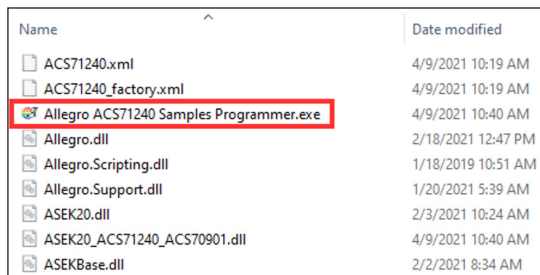 Name Date modified
ACS71240.xml 4/9/2021 10:19 AM
ACS71240_factory.xml 4/9/2021 10:19 AM
Allegro ACS71240 Samples Programmer.exe 4/9/2021 10:40 AM
Allegro.dll 2/18/2021 12:47 PM
Allegro.Scripting.dll 1/18/2019 10:51 AM
Allegro.Support.dll 1/20/2021 5:39 AM
ASEK20.dll 2/3/2021 10:24 AM
ASEK20_ACS71240_ACS70901.dll 4/9/2021 10:40 AM
ASEKBase.dll 2/2/2021 8:34 AM